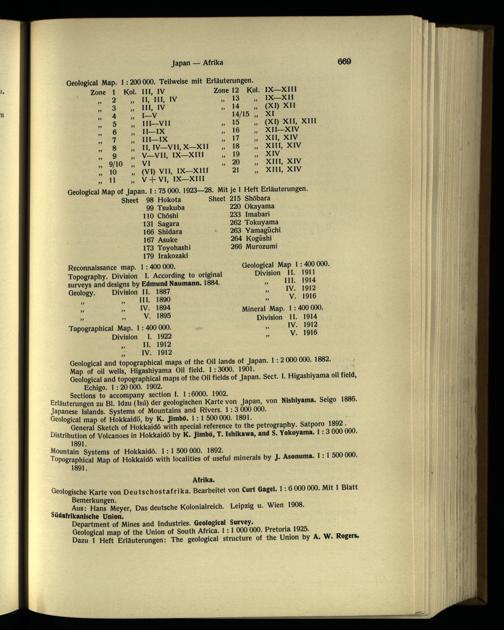 Japan — Afrika 669
Geological Map. 1 : 200 000. Teilweise mit Erläuterungen.
Zone 1 Kol. III, IV
„ 2 „ II, III, IV
„ 3 „ III, IV
„ 4 „ I—V
„ 5 „ III—VII
„ 6 „ II—IX
„ 7 „ III—IX
„ 8 „ II, IV—VII, X—XII
„ 9 „ V—VII, IX—XIII
„ 9/10 „ VI
„ 10 „ (VI) VII, IX—XIII
„ 11 „ V + VI, IX—XIII
Zone 12 Kol. IX—XIII
„ 13 „ IX—XII
„ 14 „ (XI) XII
14/15 „ XI
„ 15 „ (XI) XII, XIII
„ 16 „ XII—XIV
„ 17 „ XII, XIV
„ 18 „ XIII, XIV
„ 19 „ XIV
„ 20 „ XIII, XIV
21 „ XIII, XIV
Geological Map of Japan. 1 : 75 000. 1923—28. Mit je 1 Heft Erläuterungen.
Sheet 98 Hokota
99 Tsukuba
110 Chōshi
131 Sagara
166 Shidara
167 Asuke
173 Toyohashi
179 Irakozaki
Sheet 215 Shōbara
220 Okayama
233 Imabari
262 Tokuyama
263 Yamagūchi
264 Kogūshi
266 Murozumi
Reconnaissance map. 1 : 400 000.
Topography. Division I. According to original
surveys and designs by Edmund Naumann. 1884.
Geology. Division II. 1887
„ „ III. 1890
„ „ IV. 1894
„ „ V. 1895
Topographical Map. 1 : 400 000.
Division I. 1922
„ II. 1912
„ IV. 1912
Geological Map 1 : 400 000.
Division II. 1911
„ III. 1914
„ IV. 1912
„ V. 1916
Mineral Map. 1 : 400 000.
Division II. 1914
„ IV. 1912
„ V. 1916
Geological and topographical maps of the Oil lands of Japan. 1 : 2 000 000. 1882.
Map of oil wells, Higashiyama Oil field. 1 : 3000. 1901.
Geological and topographical maps of the Oil fields of Japan. Sect. I. Higashiyama oil field,
Echigo. 1 : 20 000. 1902.
Sections to accompany section I. 1 : 6000. 1902.
Erläuterungen zu Bl. Idzu (Isū) der geologischen Karte von Japan, von Nishiyama. Seigo 1886.
Japanese Islands. Systems of Mountains and Rivers. 1 : 3 000 000.
Geological map of Hokkaidō, by K. Jimbō. 1 : 1 500 000. 1891.
General Sketch of Hokkaidō with special reference to the petrography. Satporo 1892.
Distribution of Volcanoes in Hokkaidō by K. Jimbō, T. Ishikawa, and S. Yokoyama. 1 : 3 000 000.
1891.
Mountain Systems of Hokkaidō. 1 : 1 500 000. 1892.
Topographical Map of Hokkaidō with localities of useful minerals by J. Asonuma. 1 : 1 500 000.
1891.
Afrika.
Geologische Karte von Deutschostafrika. Bearbeitet von Curt Gagel. 1 : 6 000 000. Mit 1 Blatt
Bemerkungen.
Aus: Hans Meyer, Das deutsche Kolonialreich. Leipzig u. Wien 1908.
Südafrikanische Union.
Department of Mines and Industries. Geological Survey.
Geological map of the Union of South Africa. 1 : 1 000 000. Pretoria 1925.
Dazu 1 Heft Erläuterungen: The geological structure of the Union by A. W. Rogers.